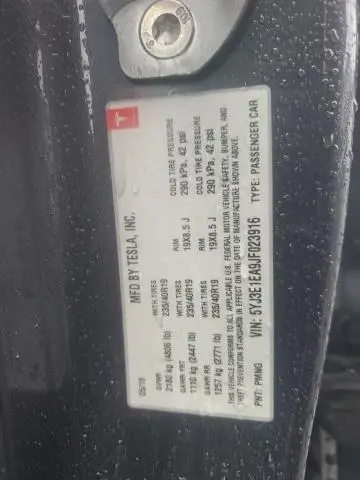 MFD BY TESLA, INC.
05/18
GVWR
2180 kg (4806 lb)
GAWR FRT
1110 kg (2447 lb)
GAWR RR
1257 kg (2771 lb)
WITH TIRES
235/40R19
WITH TIRES
235/40R19
RIM
19X8.5 J
RIM
19X8.5 J
COLD TIRE PRESSURE
290 kPa, 42 psi
COLD TIRE PRESSURE
290 kPa, 42 psi
THIS VEHICLE CONFORMS TO ALL APPLICABLE U.S. FEDERAL MOTOR VEHICLE SAFETY, BUMPER, AND
THEFT PREVENTION STANDARDS IN EFFECT ON THE DATE OF MANUFACTURE SHOWN ABOVE.
VIN: 5YJ3E1EA9JF023916
PNT: PMNG
TYPE: PASSENGER CAR